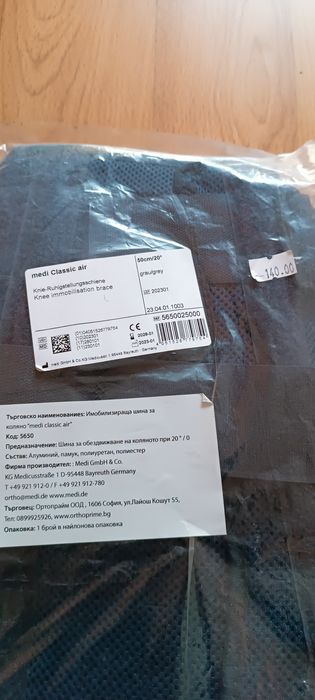 medi Classic air
50cm/20°
Knie-Ruhigstellungsschiene
Knee immobilisation brace
grau/grey
202301
23.04.01.1003
5650025000
2028-01
2023-01
medi GmbH & Co.KG Medicusstr. 1 95448 Bayreuth, Germany
140.00
Търговско наименование: Имобилизираща шина за
коляно "medi classic air"
Код: 5650
Предназначение: Шина за обездвижване на коляното при 20 ° / 0
Състав: Алуминий, памук, полиуретан, полиестер
Фирма производител: : Medi GmbH & Co.
KG Medicusstraße 1 D-95448 Bayreuth Germany
T +49 921 912-0 / F +49 921 912-780
ortho@medi.de www.medi.de
Търговец: Ортопрайм ООД , 1606 София, ул.Лайош Кошут 55,
Тел: 0899925926, www.orthoprime.bg
Опаковка: 1 брой в найлонова опаковка